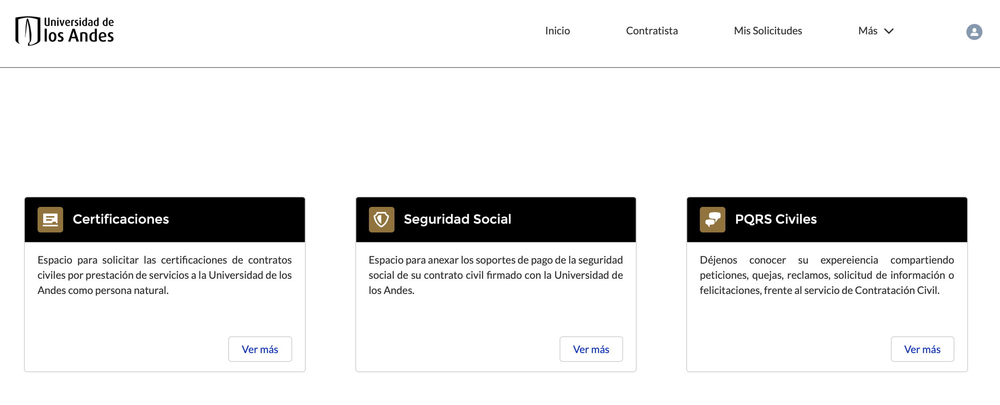 Universidad de
los Andes
Inicio
Contratista
Mis Solicitudes
Más
Certificaciones
Espacio para solicitar las certificaciones de contratos
civiles por prestación de servicios a la Universidad de los
Andes como persona natural.
Ver más
Seguridad Social
Espacio para anexar los soportes de pago de la seguridad
social de su contrato civil firmado con la Universidad de
los Andes.
Ver más
PQRS Civiles
Déjenos conocer su expereiencia compartiendo
peticiones, quejas, reclamos, solicitud de información o
felicitaciones, frente al servicio de Contratación Civil.
Ver más